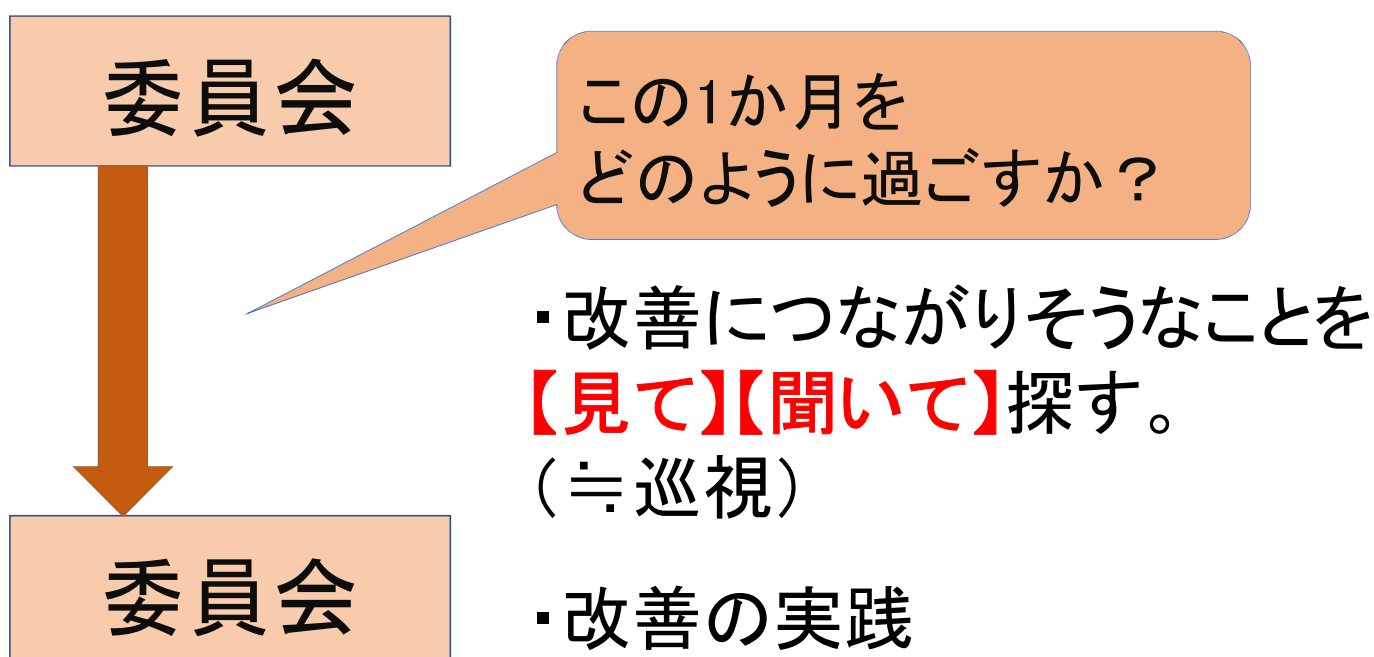 委員会
この1か月を
どのように過ごすか？
・改善につながりそうなことを
【見て】【聞いて】探す。
（≒巡視）
委員会
・改善の実践